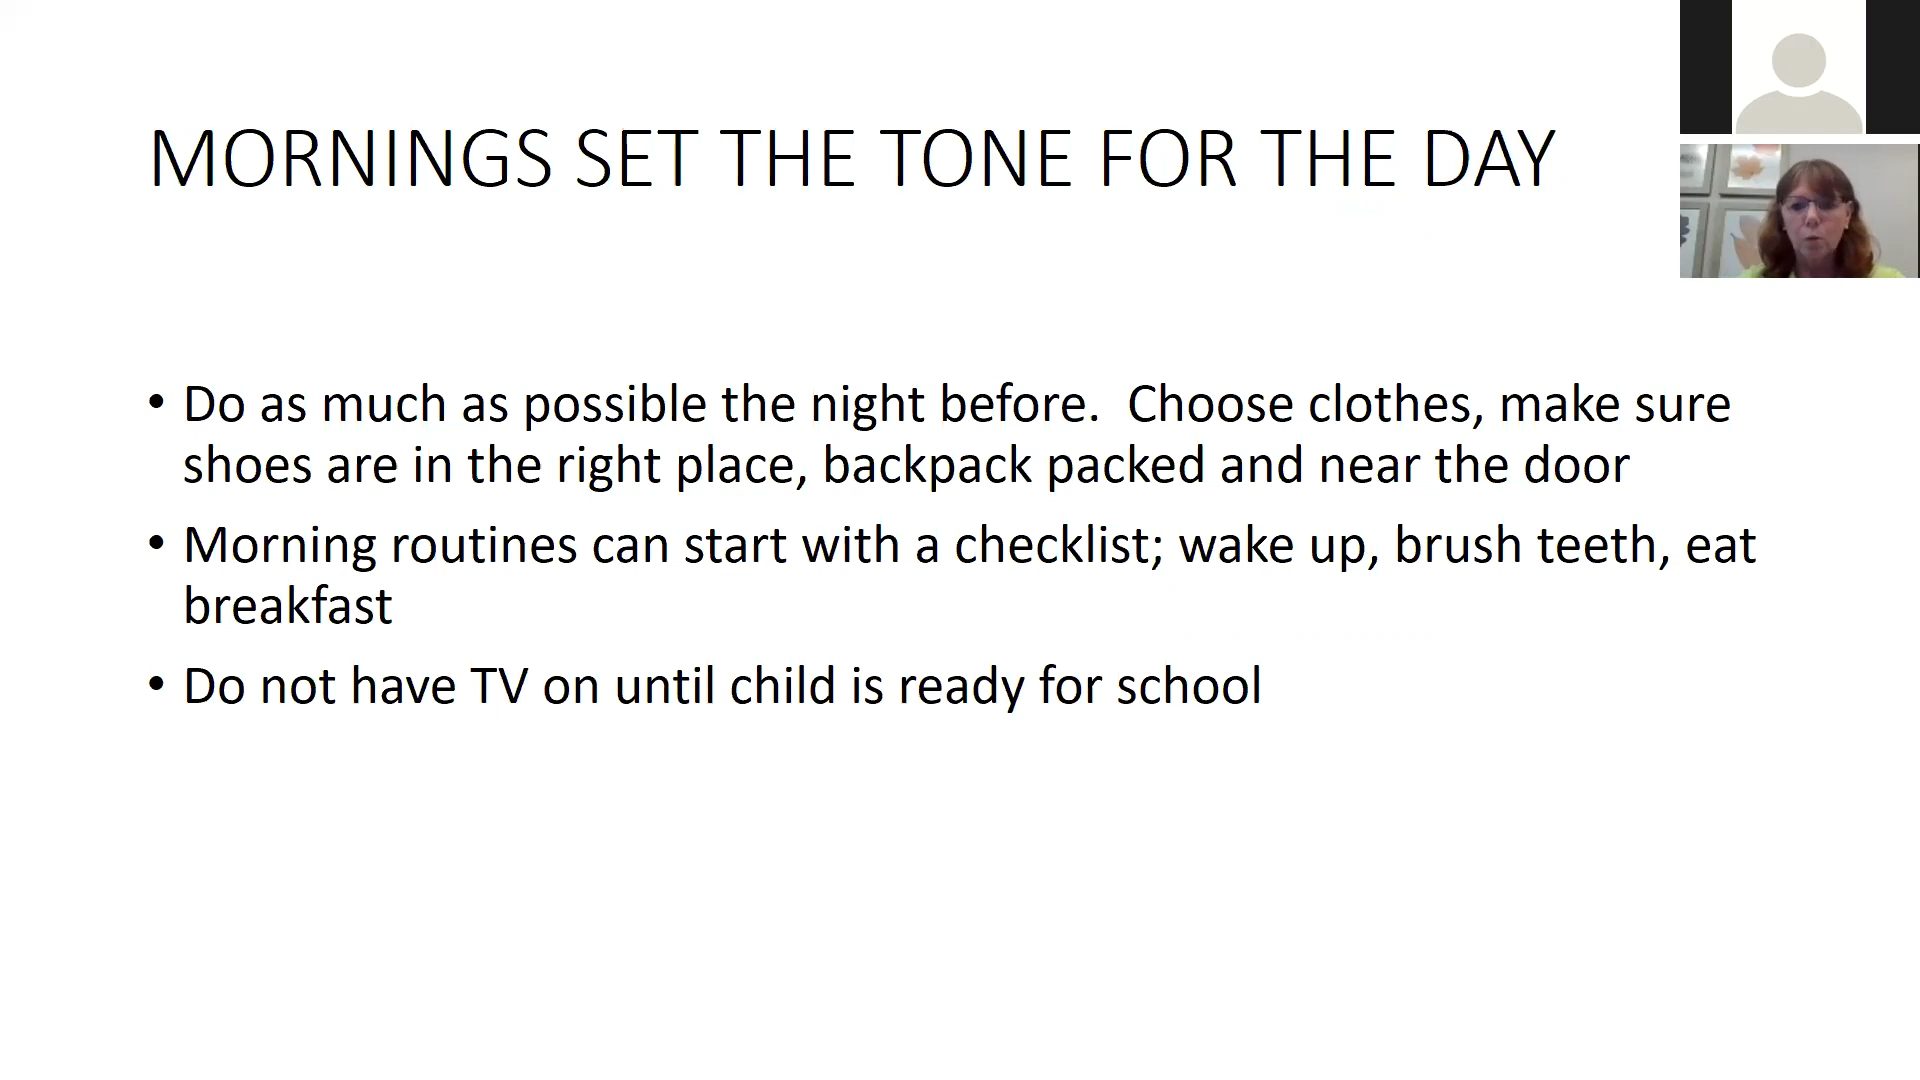 MORNINGS SET THE TONE FOR THE DAY
• Do as much as possible the night before.  Choose clothes, make sure
shoes are in the right place, backpack packed and near the door
• Morning routines can start with a checklist; wake up, brush teeth, eat
breakfast
• Do not have TV on until child is ready for school